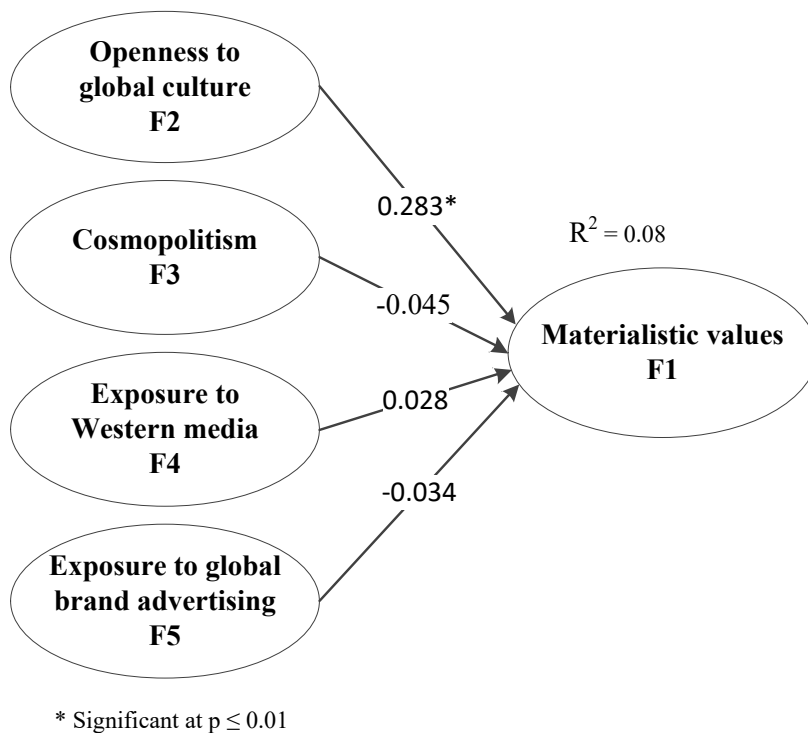 Openness to
global culture
F2
0.283*
R² = 0.08
Cosmopolitism
F3
-0.045
Materialistic values
F1
Exposure to
Western media
F4
0.028
-0.034
Exposure to global
brand advertising
F5
* Significant at p ≤ 0.01